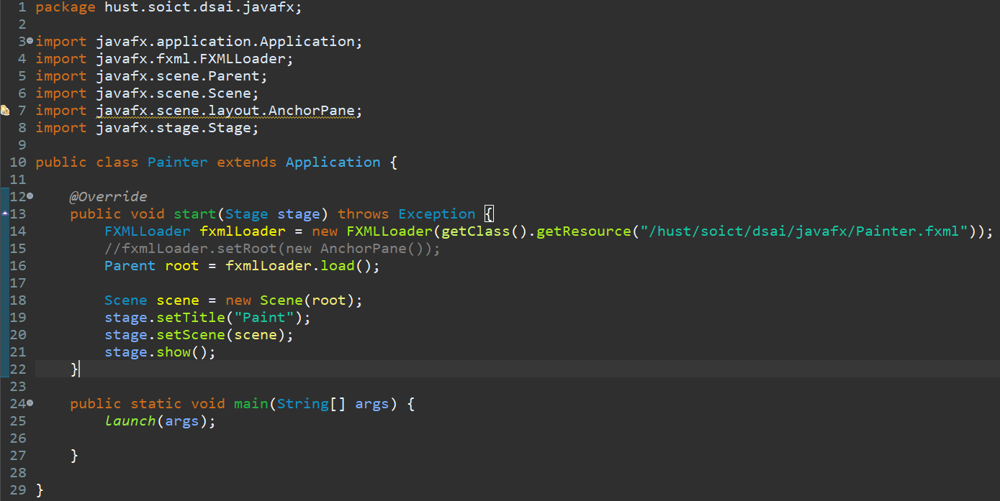 1 package hust.soict.dsai.javafx;
2
3 import javafx.application.Application;
4 import javafx.fxml.FXMLLoader;
5 import javafx.scene.Parent;
6 import javafx.scene.Scene;
7 import javafx.scene.layout.AnchorPane;
8 import javafx.stage.Stage;
9
10 public class Painter extends Application {
11
12     @Override
13     public void start(Stage stage) throws Exception {
14         FXMLLoader fxmlLoader = new FXMLLoader(getClass().getResource("/hust/soict/dsai/javafx/Painter.fxml"));
15         //fxmlLoader.setRoot(new AnchorPane());
16         Parent root = fxmlLoader.load();
17
18         Scene scene = new Scene(root);
19         stage.setTitle("Paint");
20         stage.setScene(scene);
21         stage.show();
22     }
23
24     public static void main(String[] args) {
25         launch(args);
26
27     }
28
29 }